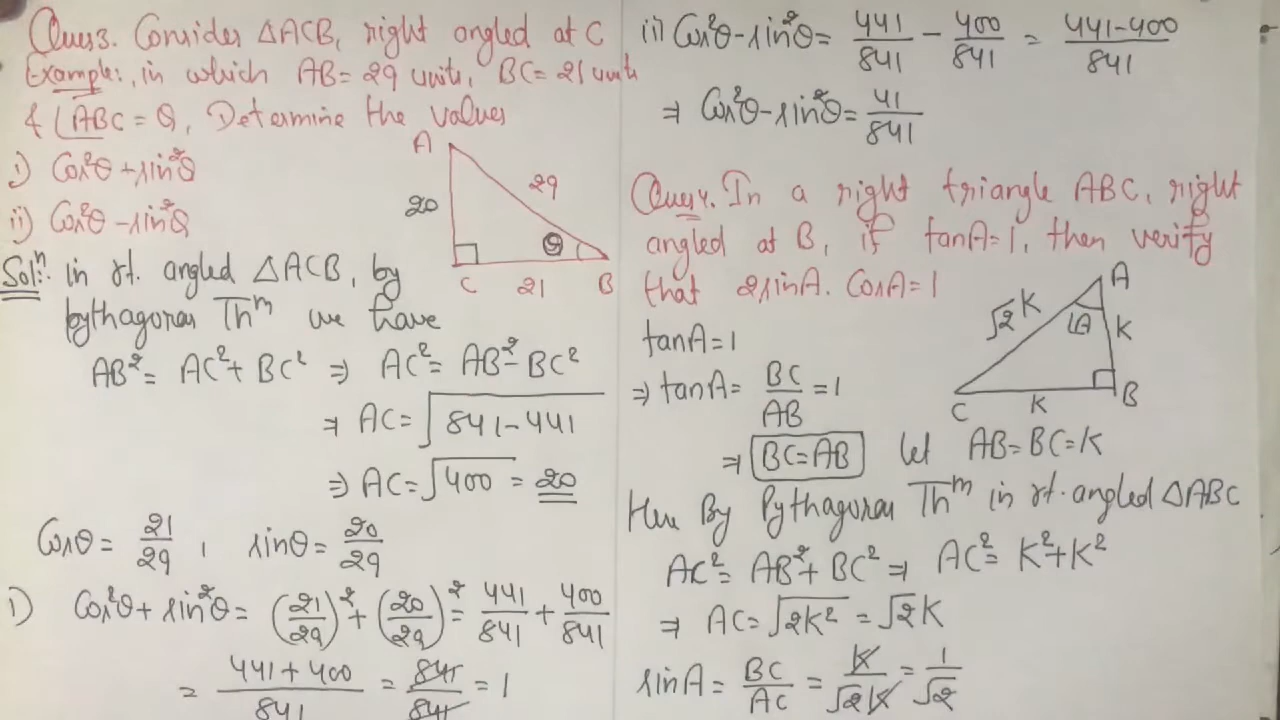 Ques3. Consider △ACB, right angled at C
Example:, in which AB = 29 units, BC = 21 units
& ∠ABC = θ, Determine the values
i) Cos²θ + sin²θ
ii) Cos²θ - sin²θ
A
20
29
θ
C
21
B
Solⁿ:. in rt. angled △ACB, by
pythagoras Thᵐ we have
AB² = AC² + BC² ⇒ AC² = AB² - BC²
⇒ AC = √841 - 441
⇒ AC = √400 = 20
Cosθ = 21/29, sinθ = 20/29
i) Cos²θ + sin²θ = (21/29)² + (20/29)² = 441/841 + 400/841
= 441 + 400/841 = 841/841 = 1
ii) Cos²θ - sin²θ = 441/841 - 400/841 = 441 - 400/841
⇒ Cos²θ - sin²θ = 41/841
Ques4. In a right triangle ABC, right
angled at B, if tanA = 1, then verify
that 2sinA. CosA = 1
A
√2 K
∠A
K
C
K
B
tanA = 1
⇒ tanA = BC/AB = 1
⇒ BC = AB let AB = BC = K
Here By Pythagoras Thᵐ in rt. angled △ABC
AC² = AB² + BC² ⇒ AC² = K² + K²
⇒ AC = √2K² = √2K
sinA = BC/AC = K/√2K = 1/√2